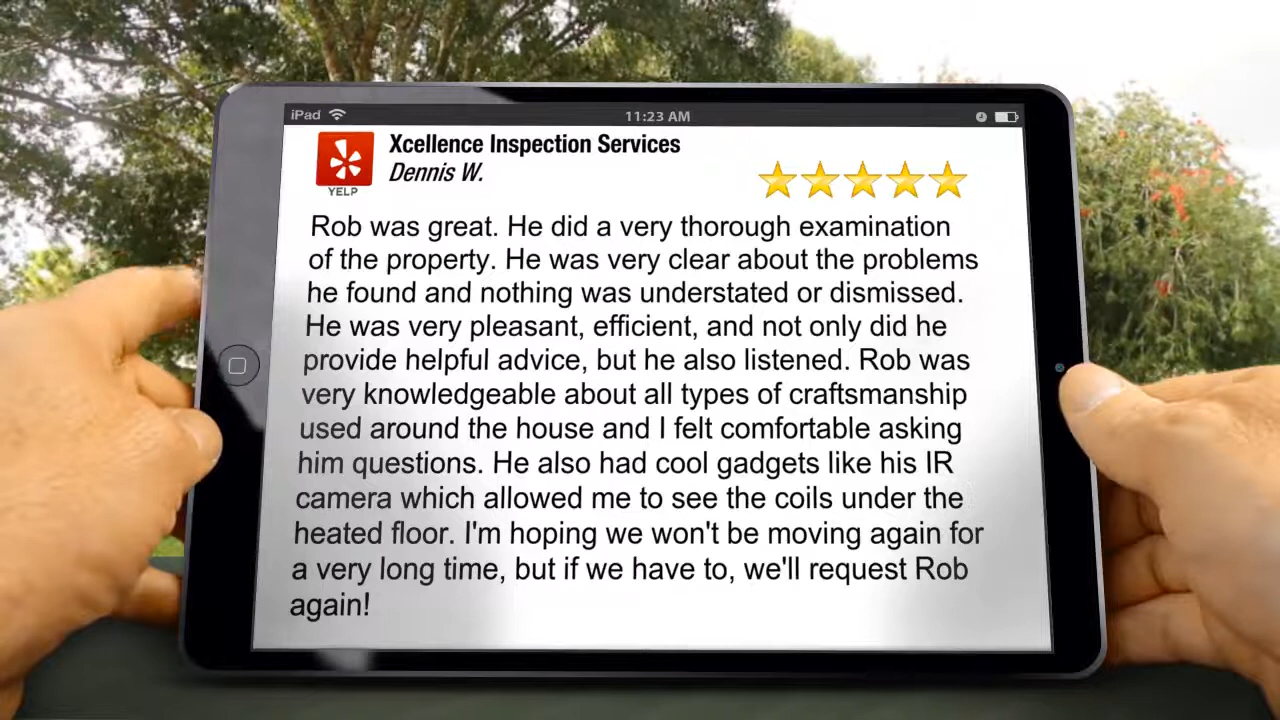 iPad 11:23 AM
Xcellence Inspection Services
Dennis W.
YELP
Rob was great. He did a very thorough examination
of the property. He was very clear about the problems
he found and nothing was understated or dismissed.
He was very pleasant, efficient, and not only did he
provide helpful advice, but he also listened. Rob was
very knowledgeable about all types of craftsmanship
used around the house and I felt comfortable asking
him questions. He also had cool gadgets like his IR
camera which allowed me to see the coils under the
heated floor. I'm hoping we won't be moving again for
a very long time, but if we have to, we'll request Rob
again!